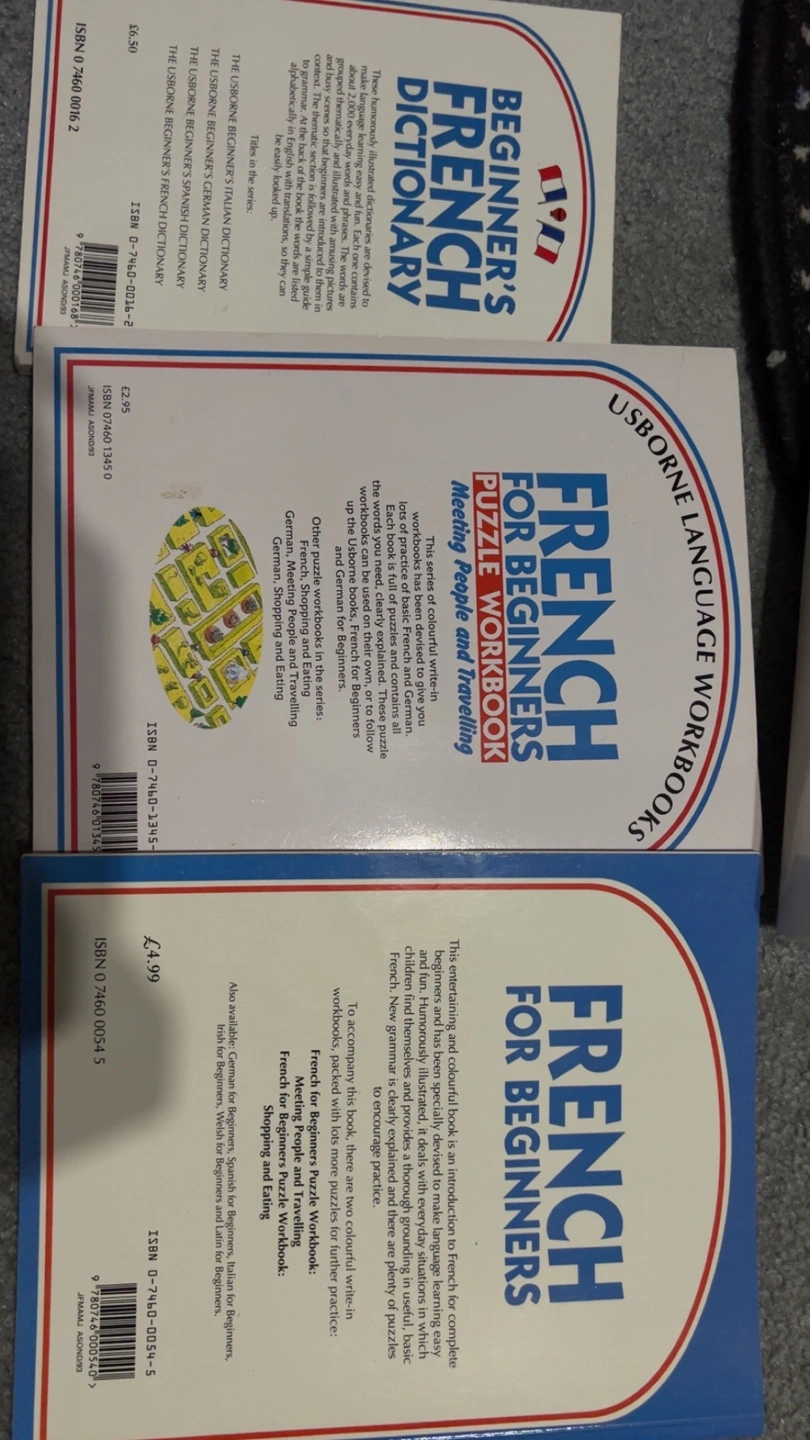 BEGINNER'S
FRENCH
DICTIONARY
These humorously illustrated dictionaries are devised to
make language learning easy and fun. Each one contains
about 2,000 everyday words and phrases. The words are
grouped thematically and illustrated with amusing pictures
and busy scenes so that beginners are introduced to them in
context. The thematic section is followed by a simple guide
to grammar. At the back of the book the words are listed
alphabetically in English with translations, so they can
be easily looked up.
Titles in the series:
THE USBORNE BEGINNER'S ITALIAN DICTIONARY
THE USBORNE BEGINNER'S GERMAN DICTIONARY
THE USBORNE BEGINNER'S SPANISH DICTIONARY
THE USBORNE BEGINNER'S FRENCH DICTIONARY
£6.50
ISBN 0-7460-0016-2
ISBN 0 7460 0016 2
9 780746 000168
JFMAMJ ASOND/93
USBORNE LANGUAGE WORKBOOKS
FRENCH
FOR BEGINNERS
PUZZLE WORKBOOK
Meeting People and Travelling
This series of colourful write-in
workbooks has been devised to give you
lots of practice of basic French and German.
Each book is full of puzzles and contains all
the words you need, clearly explained. These puzzle
workbooks can be used on their own, or to follow
up the Usborne books, French for Beginners
and German for Beginners.
Other puzzle workbooks in the series:
French, Shopping and Eating
German, Meeting People and Travelling
German, Shopping and Eating
£2.95
ISBN 07460 1345 0
JFMAMJ ASOND/93
ISBN 0-7460-1345-
9 780746 01345
FRENCH
FOR BEGINNERS
This entertaining and colourful book is an introduction to French for complete
beginners and has been specially devised to make language learning easy
and fun. Humorously illustrated, it deals with everyday situations in which
children find themselves and provides a thorough grounding in useful, basic
French. New grammar is clearly explained and there are plenty of puzzles
to encourage practice.
To accompany this book, there are two colourful write-in
workbooks, packed with lots more puzzles for further practice:
French for Beginners Puzzle Workbook:
Meeting People and Travelling
French for Beginners Puzzle Workbook:
Shopping and Eating
Also available: German for Beginners, Spanish for Beginners, Italian for Beginners,
Irish for Beginners, Welsh for Beginners and Latin for Beginners.
£4.99
ISBN 0-7460-0054-5
ISBN 0 7460 0054 5
9 780746 000540 >
JFMAMJ ASOND/93